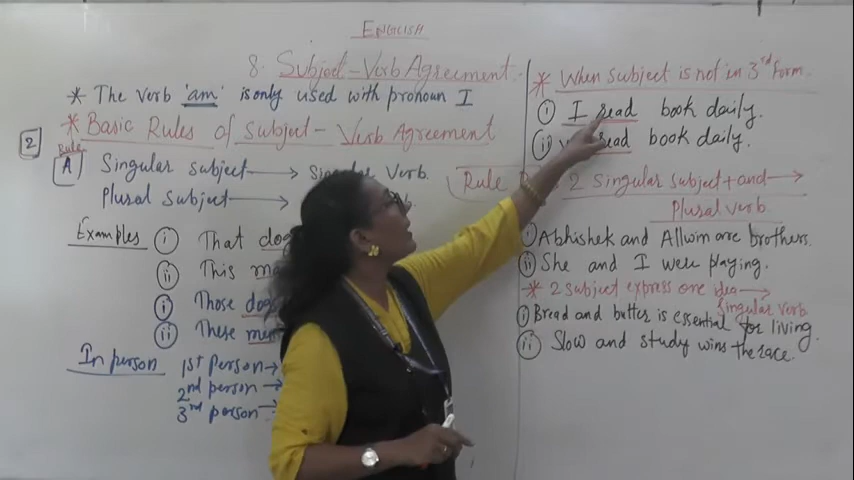 ENGLISH
8. Subject-Verb Agreement
* The verb 'am' is only used with pronoun I
* Basic Rules of Subject-Verb Agreement
2
Rule
A Singular subject → Verb.
Plural subject →
Examples i That dog
ii This
i Those dog
ii These
In person 1st person →
2nd person →
3rd person →
* When subject is not in 3rd form.
i I read book daily.
ii read book daily.
Rule 2 Singular subject + and →
Plural verb.
i Abhishek and Allwin are brothers.
ii She and I were playing.
* 2 subject express one idea →
Singular verb
i Bread and butter is essential for living.
ii Slow and study wins the race.